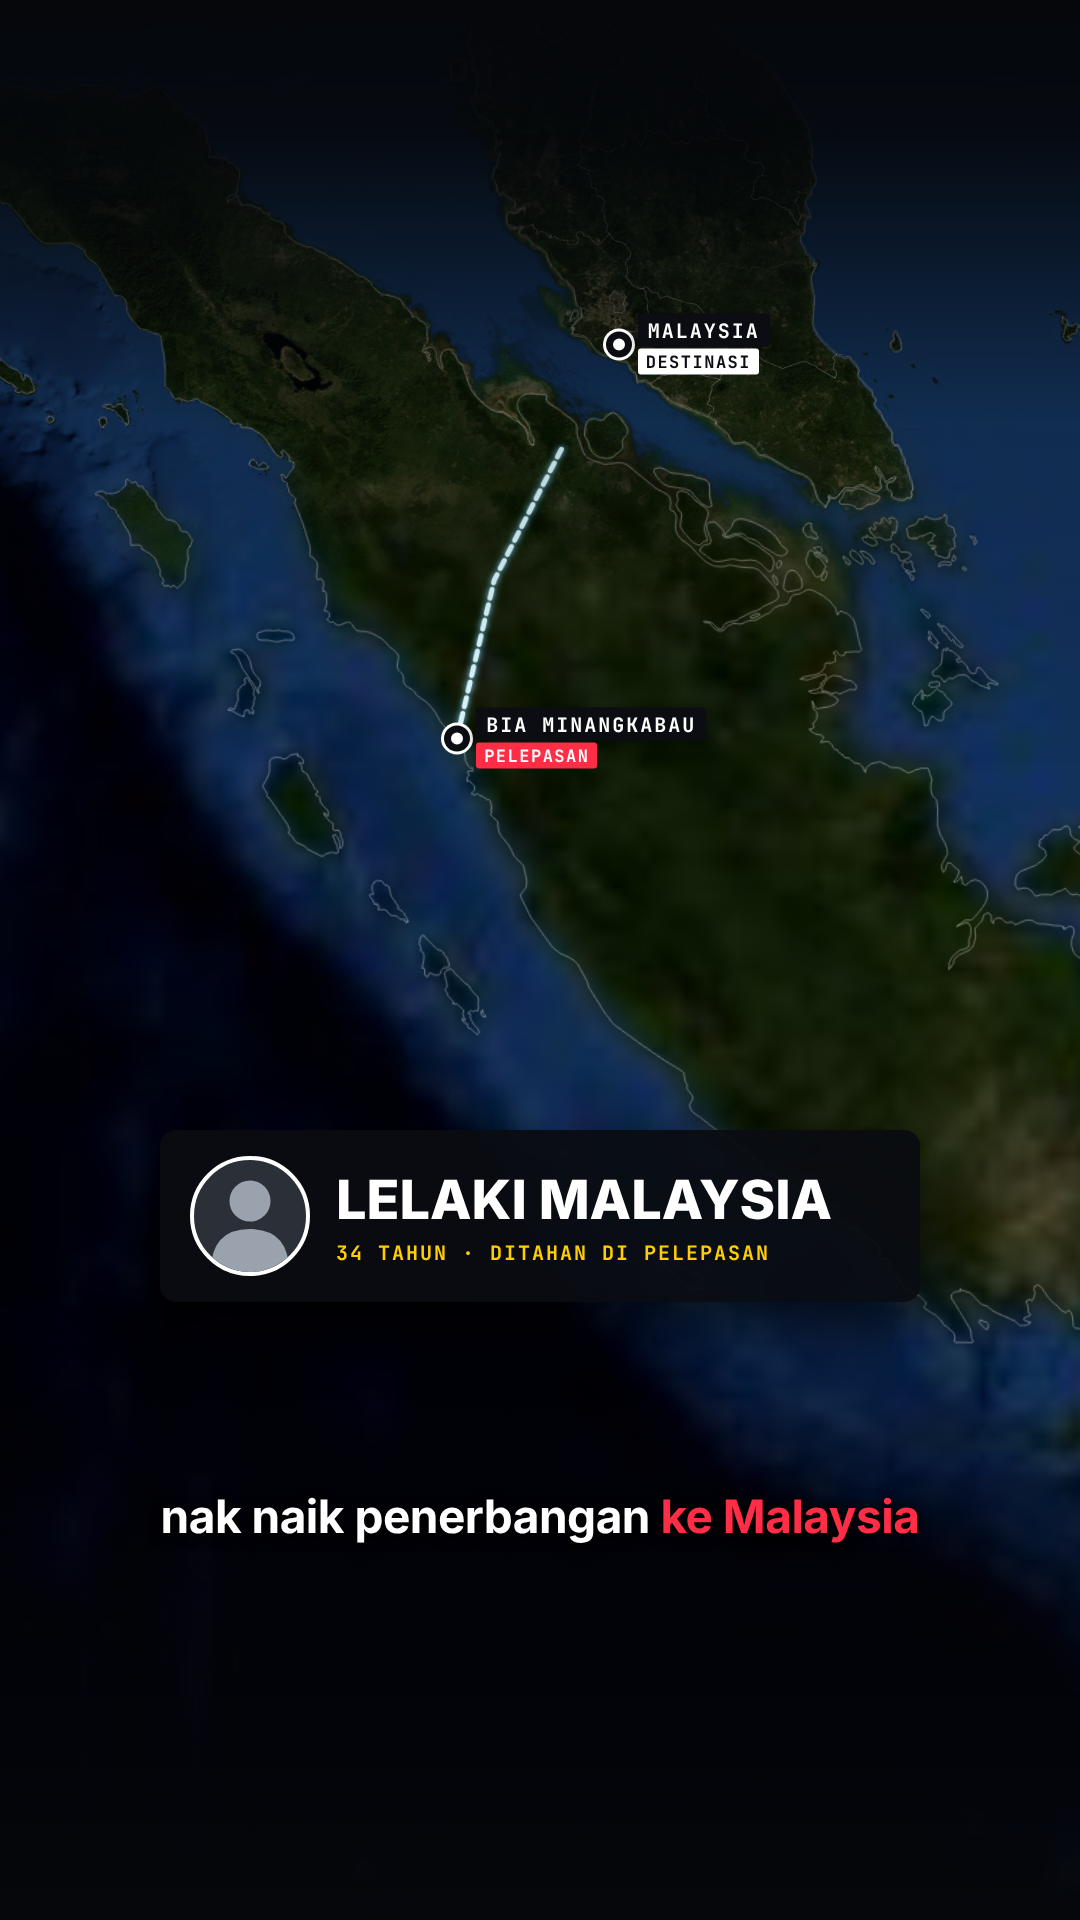 MALAYSIA
DESTINASI
BIA MINANGKABAU
PELEPASAN
LELAKI MALAYSIA
34 TAHUN · DITAHAN DI PELEPASAN
nak naik penerbangan ke Malaysia